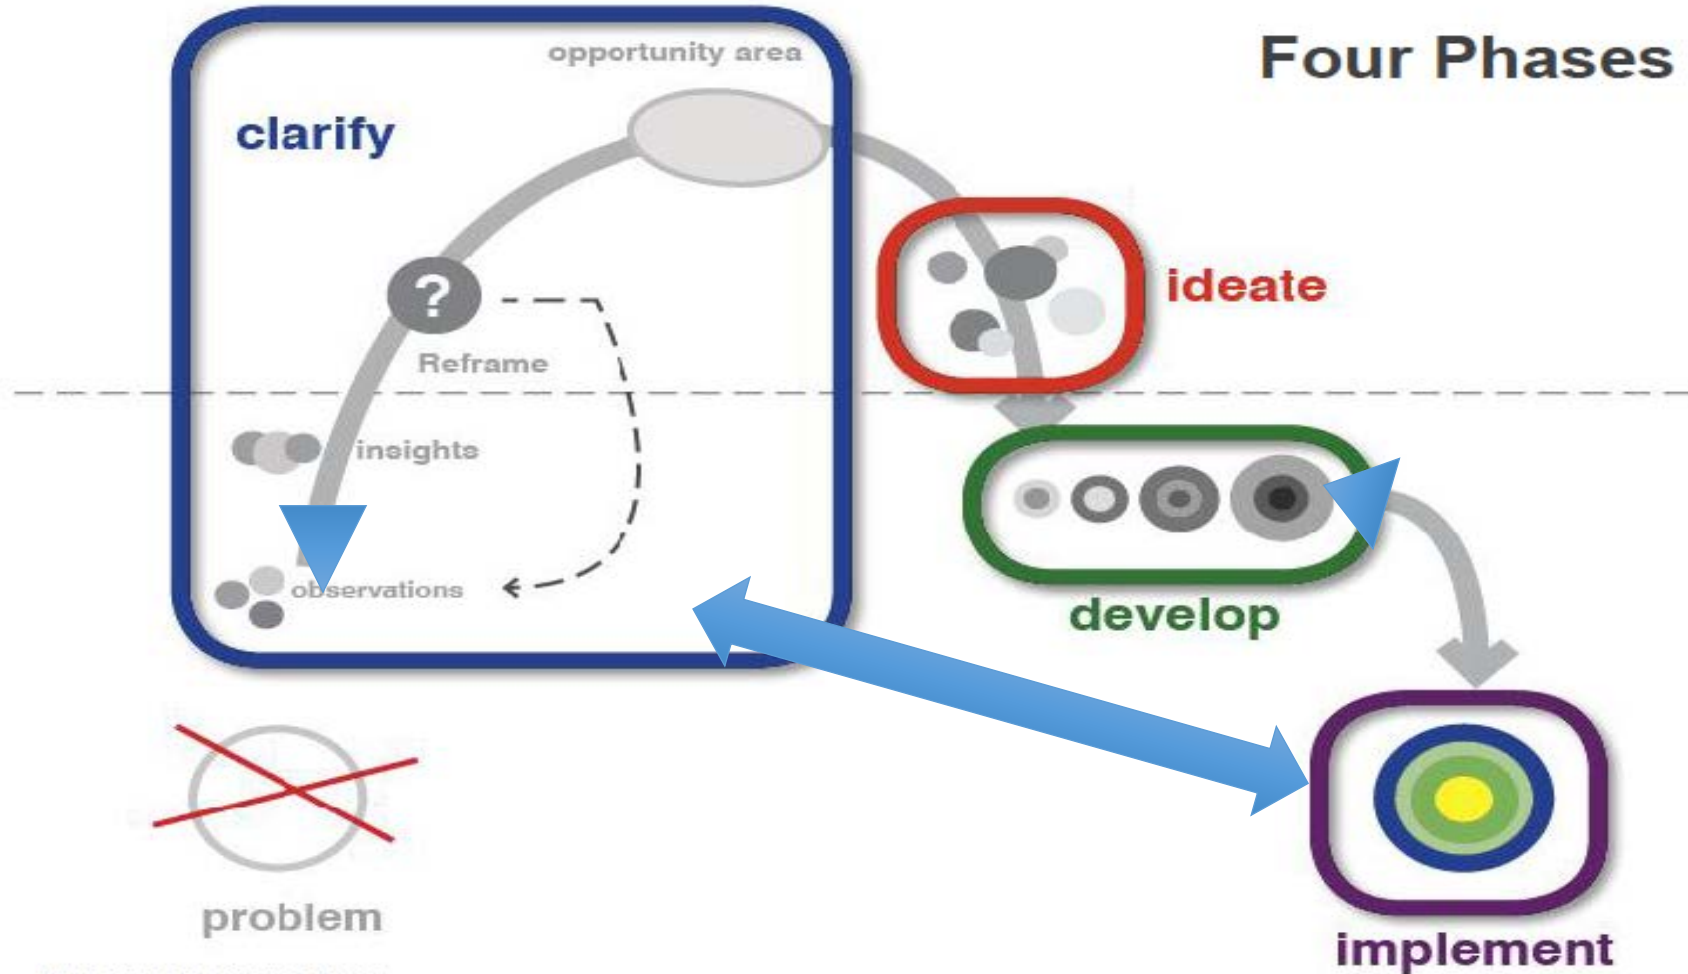 Four Phases
opportunity area
clarify
?
ideate
Reframe
insights
observations
develop
problem
implement